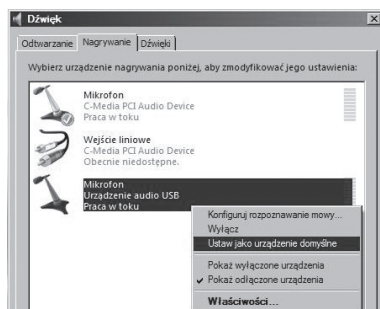 Dźwięk
Odtwarzanie Nagrywanie Dźwięki
Wybierz urządzenie nagrywania poniżej, aby zmodyfikować jego ustawienia:
Mikrofon
C-Media PCI Audio Device
Praca w toku
Wejście liniowe
C-Media PCI Audio Device
Obecnie niedostępne.
Mikrofon
Urządzenie audio USB
Praca w toku
Konfiguruj rozpoznawanie mowy...
Wyłącz
Ustaw jako urządzenie domyślne
Pokaż wyłączone urządzenia
Pokaż odłączone urządzenia
Właściwości...